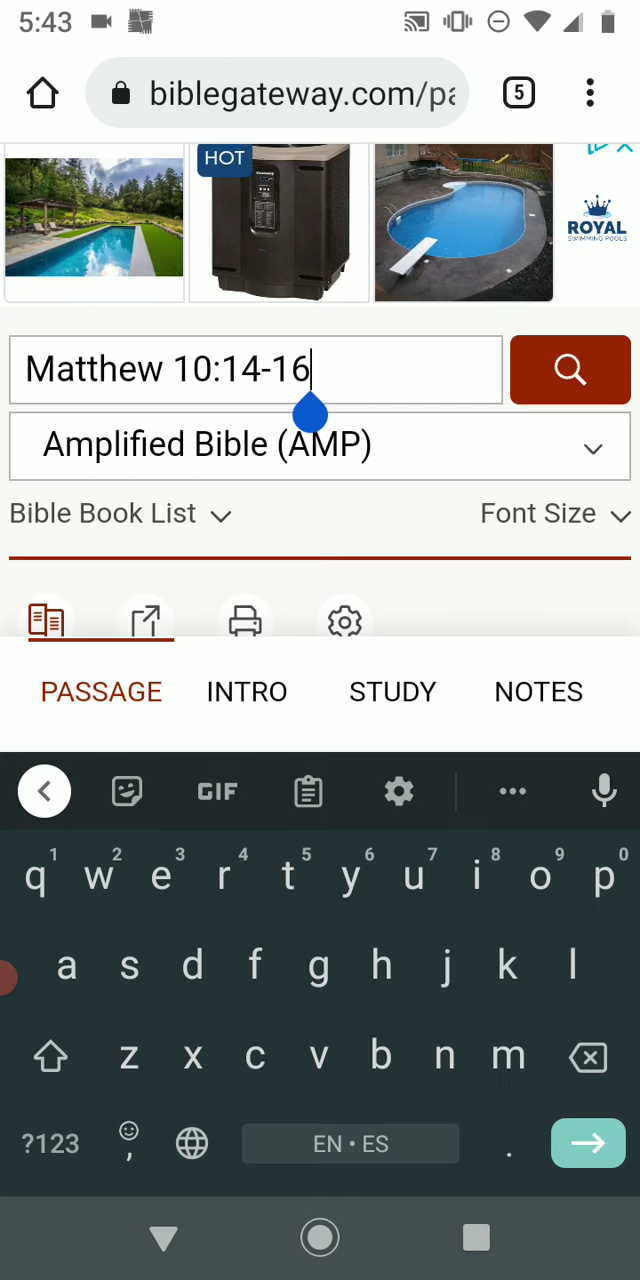 5:43
biblegateway.com/pa
5
HOT
ROYAL
SWIMMING POOLS
Matthew 10:14-16
Amplified Bible (AMP)
Bible Book List
Font Size
PASSAGE INTRO STUDY NOTES
GIF
1 2 3 4 5 6 7 8 9 0
q w e r t y u i o p
a s d f g h j k l
z x c v b n m
?123 , EN • ES .